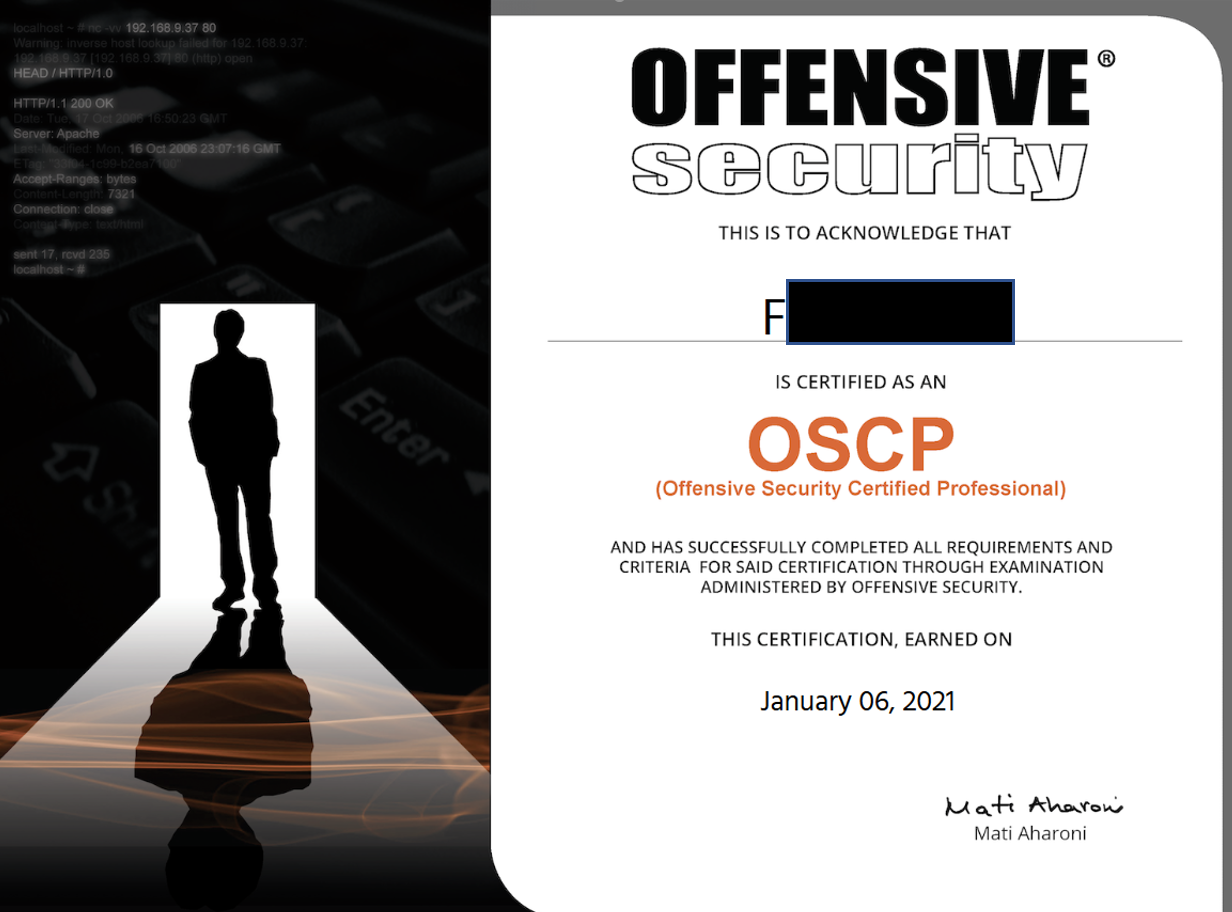 localhost ~ # nc -vv 192.168.9.37 80
Warning: inverse host lookup failed for 192.168.9.37:
192.168.9.37 [192.168.9.37] 80 (http) open
HEAD / HTTP/1.0
HTTP/1.1 200 OK
Date: Tue, 17 Oct 2006 16:50:23 GMT
Server: Apache
Last-Modified: Mon, 16 Oct 2006 23:07:16 GMT
ETag:
Accept-Ranges: bytes
Content-Length: 7321
Connection: close
Content-Type: text/html
sent 17, rcvd 235
localhost ~ #
Enter
Shift
OFFENSIVE®
security
THIS IS TO ACKNOWLEDGE THAT
F
IS CERTIFIED AS AN
OSCP
(Offensive Security Certified Professional)
AND HAS SUCCESSFULLY COMPLETED ALL REQUIREMENTS AND
CRITERIA FOR SAID CERTIFICATION THROUGH EXAMINATION
ADMINISTERED BY OFFENSIVE SECURITY.
THIS CERTIFICATION, EARNED ON
January 06, 2021
Mati Aharoni
Mati Aharoni